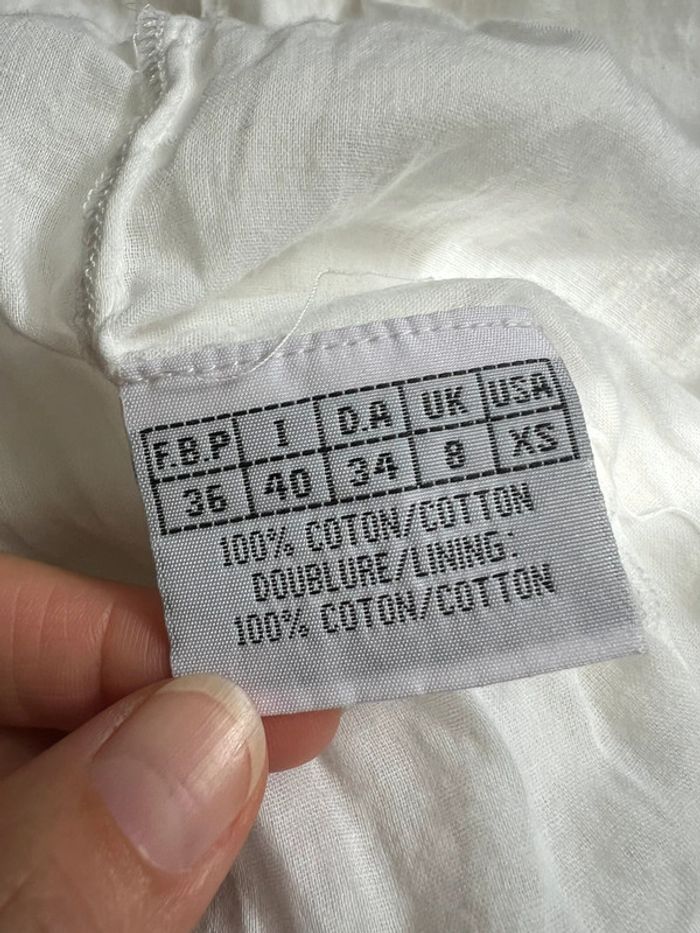 F.B.P I D.A UK USA
36 40 34 8 XS
100% COTON/COTTON
DOUBLURE/LINING:
100% COTON/COTTON